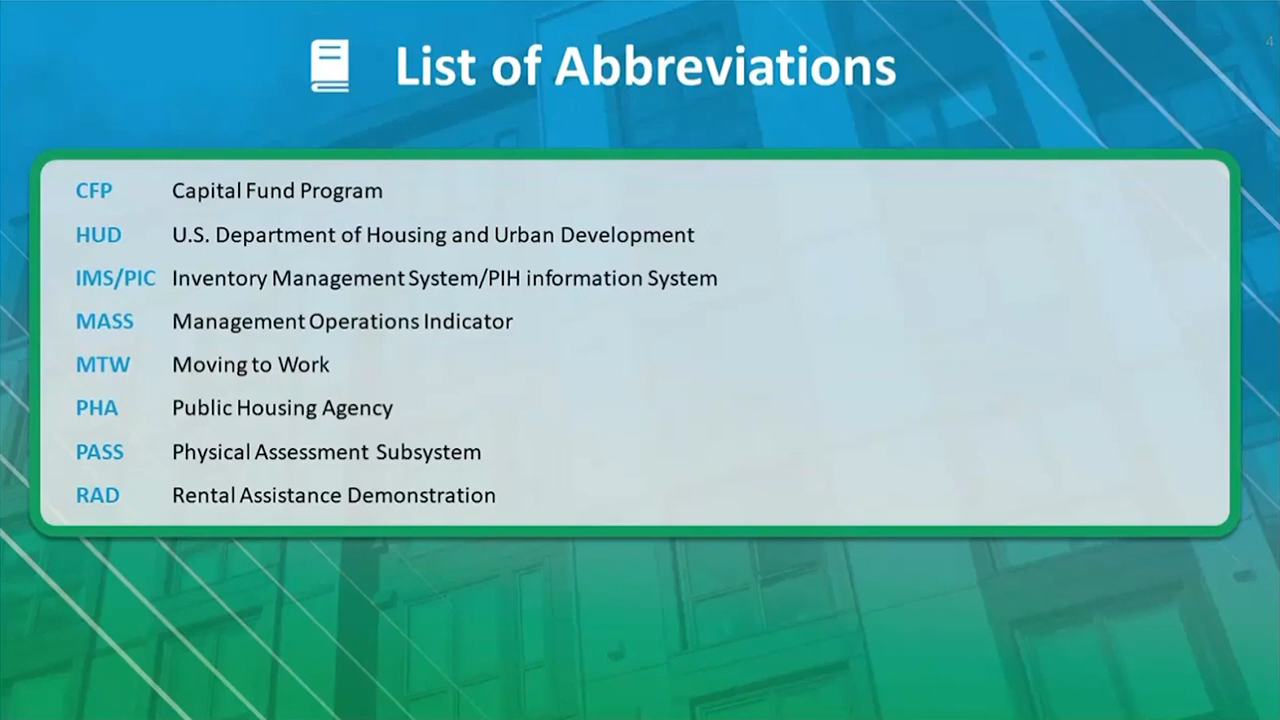 4
List of Abbreviations
CFP Capital Fund Program
HUD U.S. Department of Housing and Urban Development
IMS/PIC Inventory Management System/PIH information System
MASS Management Operations Indicator
MTW Moving to Work
PHA Public Housing Agency
PASS Physical Assessment Subsystem
RAD Rental Assistance Demonstration